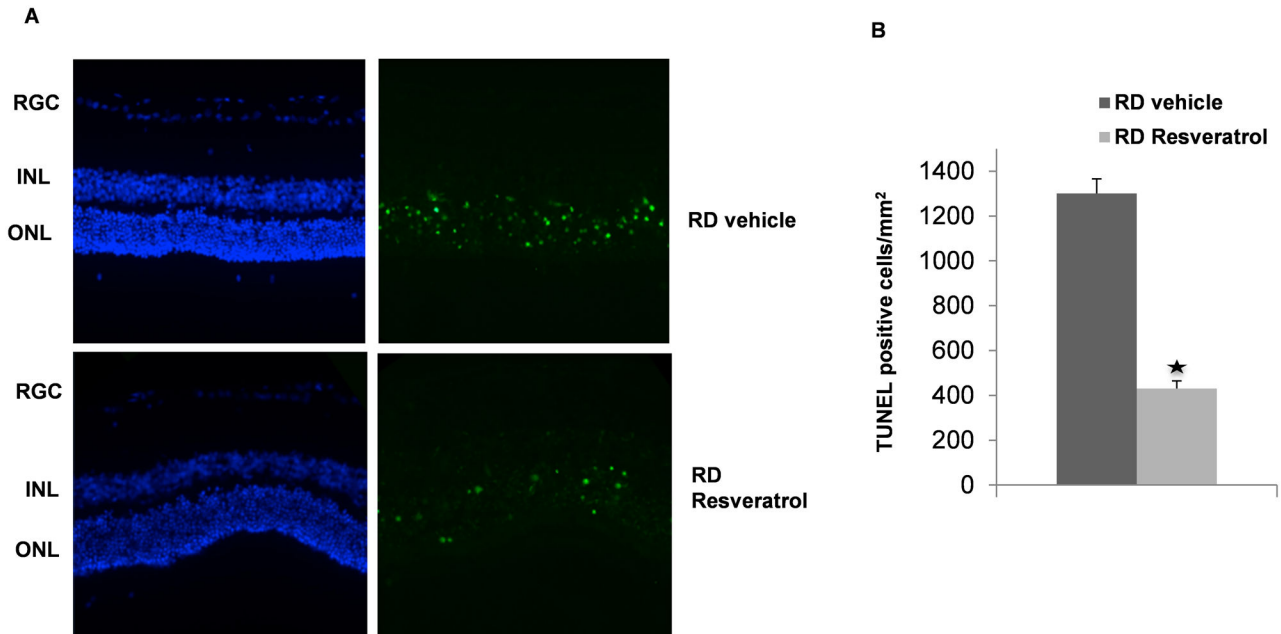 A
RGC
INL
ONL
RD vehicle
RGC
INL
ONL
RD
Resveratrol
B
RD vehicle
RD Resveratrol
TUNEL positive cells/mm²
1400
1200
1000
800
600
400
200
0